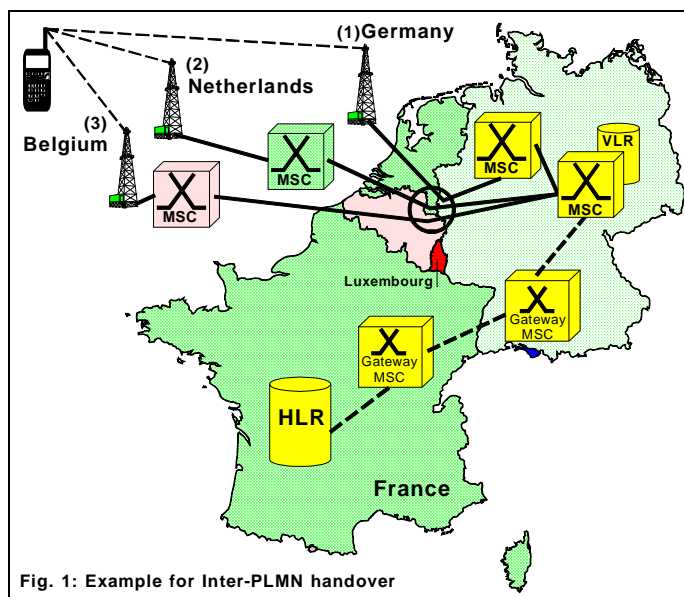 (1) Germany
(2)
Netherlands
(3)
Belgium
MSC
MSC
MSC
VLR
MSC
Luxembourg
Gateway
MSC
Gateway
MSC
HLR
France
Fig. 1: Example for Inter-PLMN handover